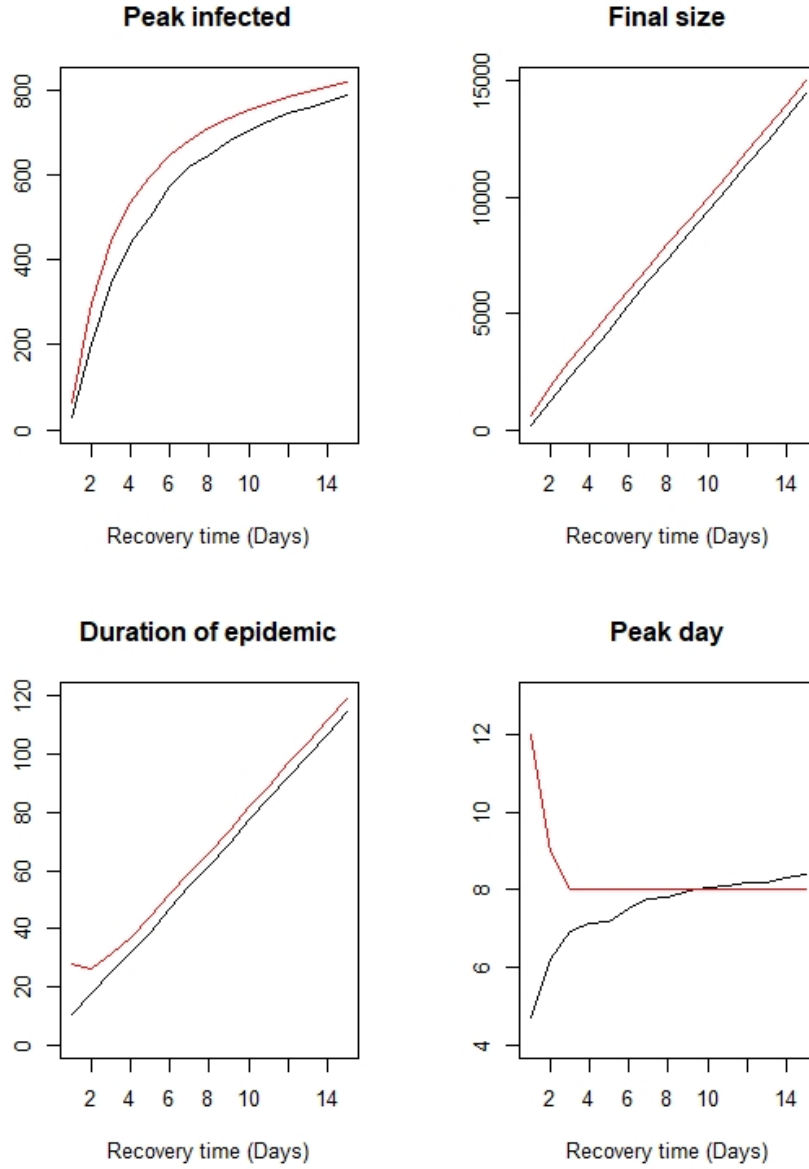 Peak infected
0 200 400 600 800
2 4 6 8 10 14
Recovery time (Days)
Final size
0 5000 10000 15000
2 4 6 8 10 14
Recovery time (Days)
Duration of epidemic
0 20 40 60 80 100 120
2 4 6 8 10 14
Recovery time (Days)
Peak day
4 6 8 10 12
2 4 6 8 10 14
Recovery time (Days)